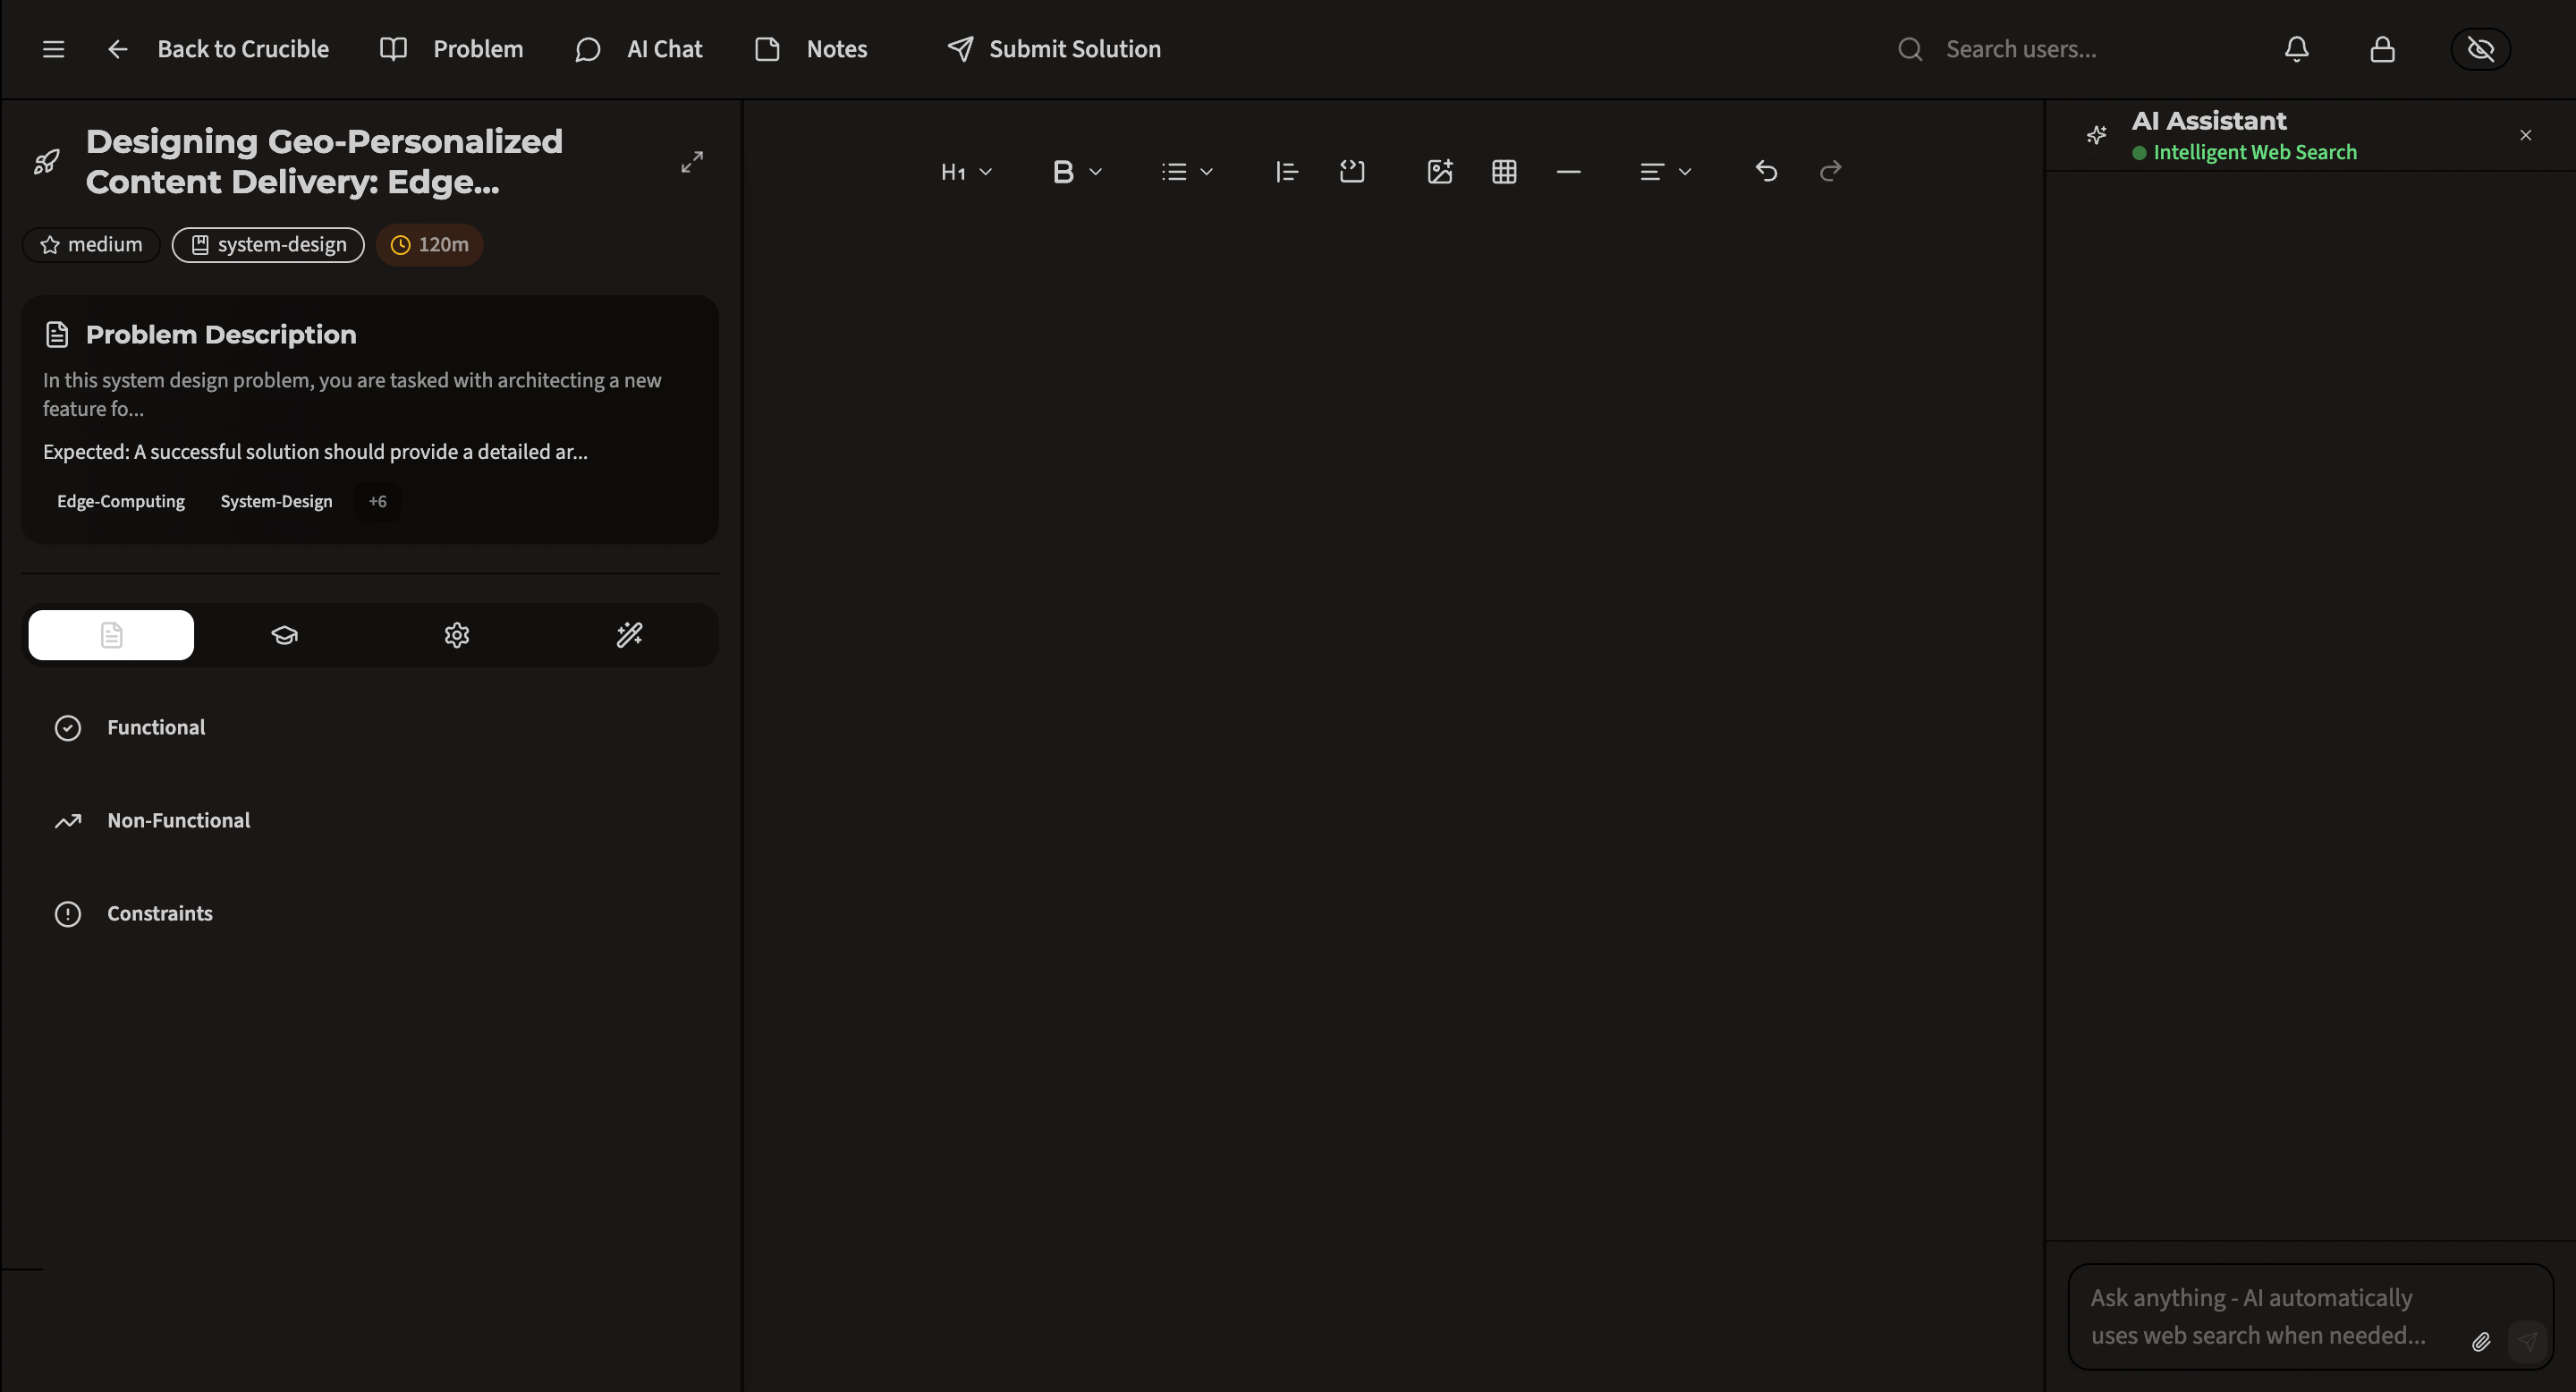 Back to Crucible
Problem
AI Chat
Notes
Submit Solution
Search users...
Designing Geo-Personalized
Content Delivery: Edge...
medium
system-design
120m
Problem Description
In this system design problem, you are tasked with architecting a new
feature fo...
Expected: A successful solution should provide a detailed ar...
Edge-Computing
System-Design
+6
Functional
Non-Functional
Constraints
H1
B
AI Assistant
Intelligent Web Search
Ask anything - AI automatically
uses web search when needed...